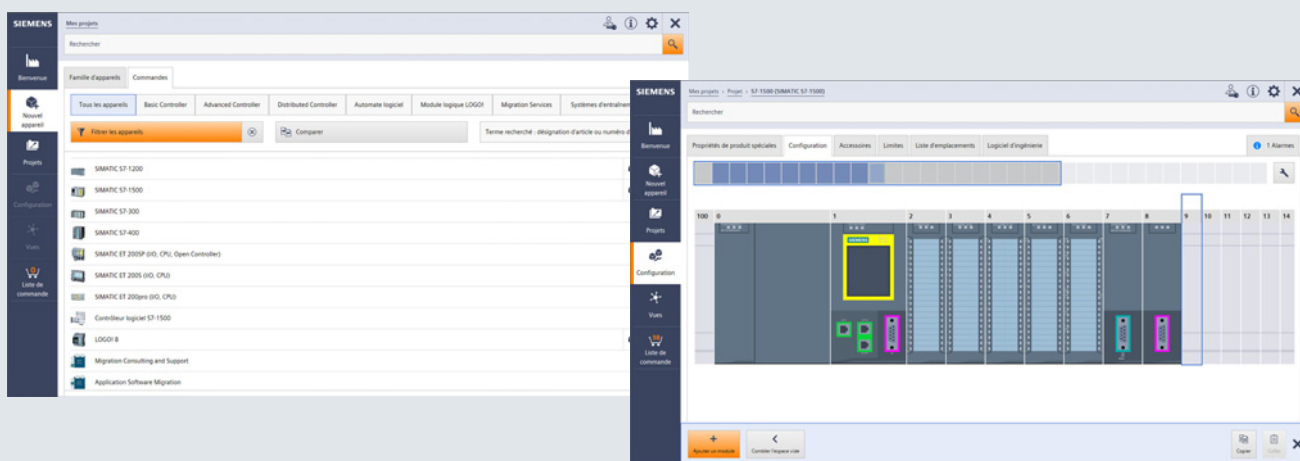 SIEMENS
Mes projets
Rechercher
Bienvenue
Famille d'appareils Commandes
Tous les appareils Basic Controller Advanced Controller Distributed Controller Automate logiciel Module logique LOGO! Migration Services Systèmes d'entraînem
Nouvel
appareil
Filtrer les appareils Comparer Terme recherché : désignation d'article ou numéro d
Projets
SIMATIC S7-1200
SIMATIC S7-1500
Configuration
SIMATIC S7-300
SIMATIC S7-400
Vues
SIMATIC ET 200SP (I/O, CPU, Open Controller)
SIMATIC ET 200S (I/O, CPU)
Liste de
commande
SIMATIC ET 200pro (I/O, CPU)
Contrôleur logiciel S7-1500
LOGO! 8
Migration Consulting and Support
Application Software Migration
SIEMENS
Mes projets > Projet > S7-1500 (SIMATIC S7-1500)
Rechercher
Bienvenue
Propriétés de produit spéciales Configuration Accessoires Limites Liste d'emplacements Logiciel d'ingénierie 1 Alarmes
Nouvel
appareil
Projets
100 0 1 2 3 4 5 6 7 8 9 10 11 12 13 14
SIEMENS
Configuration
Vues
Liste de
commande
Ajouter un module Combler l'espace vide Copier